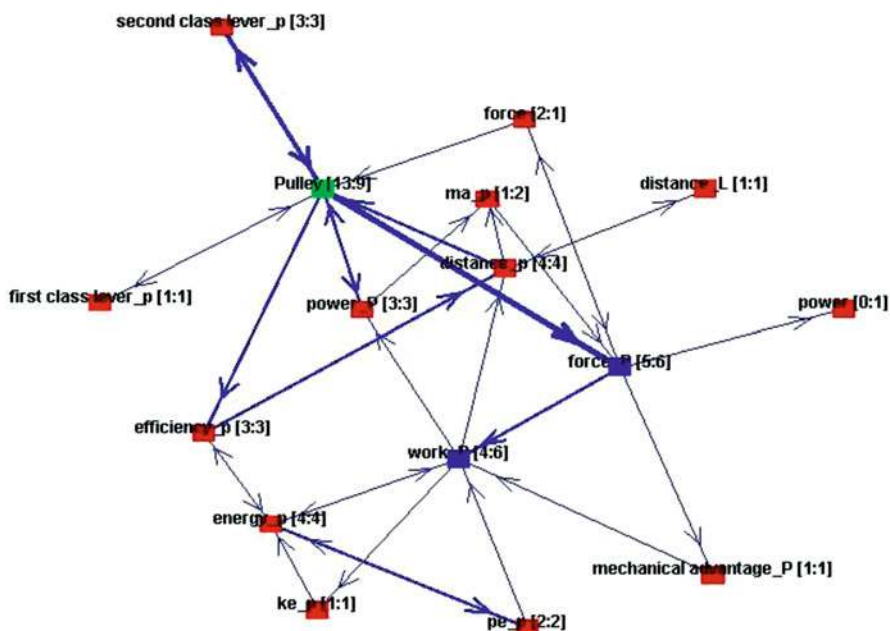 second class lever_p [3:3]
force [2:1]
Pulley [13:9]
ma_p [1:2]
distance_L [1:1]
distance_p [4:4]
first class lever_p [1:1]
power_P [3:3]
power [0:1]
force_P [5:6]
efficiency_p [3:3]
work_P [4:6]
energy_p [4:4]
mechanical advantage_P [1:1]
ke_p [1:1]
pe_p [2:2]